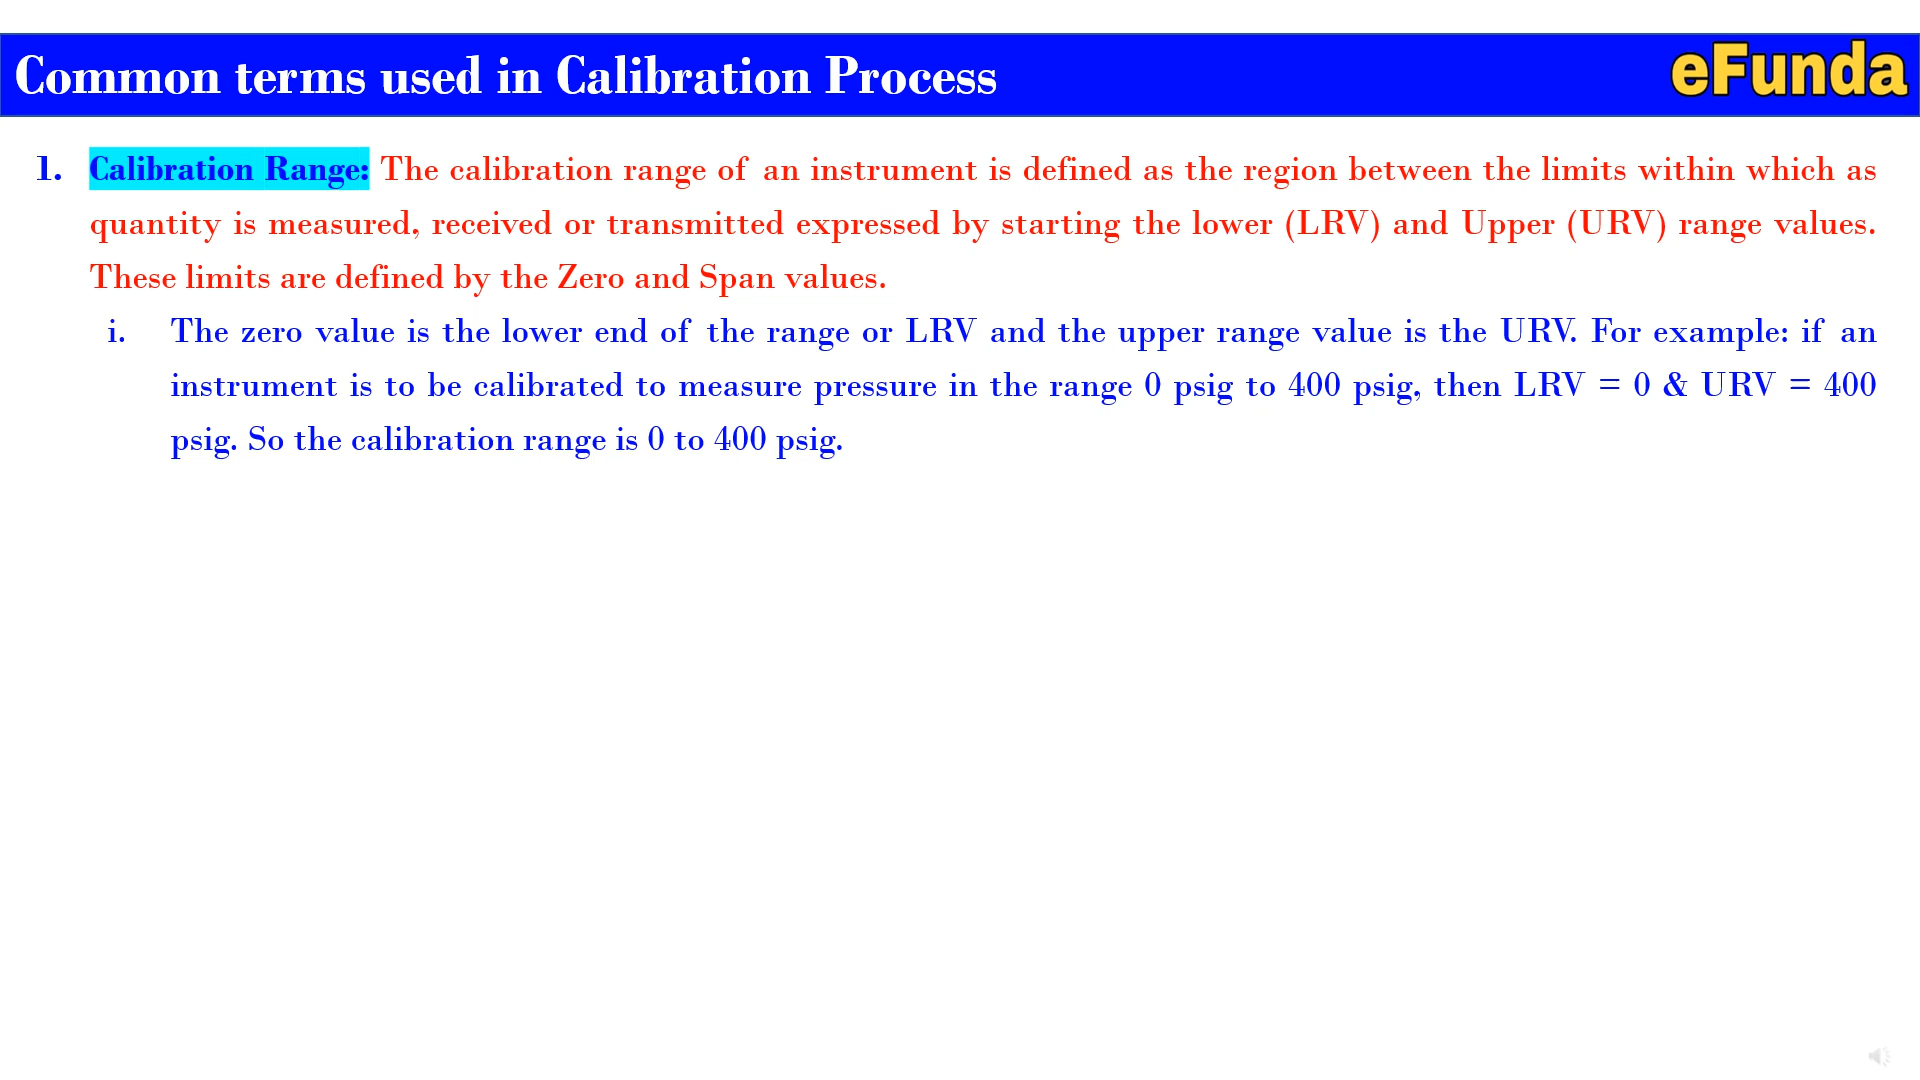 Common terms used in Calibration Process
eFunda
1. Calibration Range: The calibration range of an instrument is defined as the region between the limits within which as
quantity is measured, received or transmitted expressed by starting the lower (LRV) and Upper (URV) range values.
These limits are defined by the Zero and Span values.
i. The zero value is the lower end of the range or LRV and the upper range value is the URV. For example: if an
instrument is to be calibrated to measure pressure in the range 0 psig to 400 psig, then LRV = 0 & URV = 400
psig. So the calibration range is 0 to 400 psig.